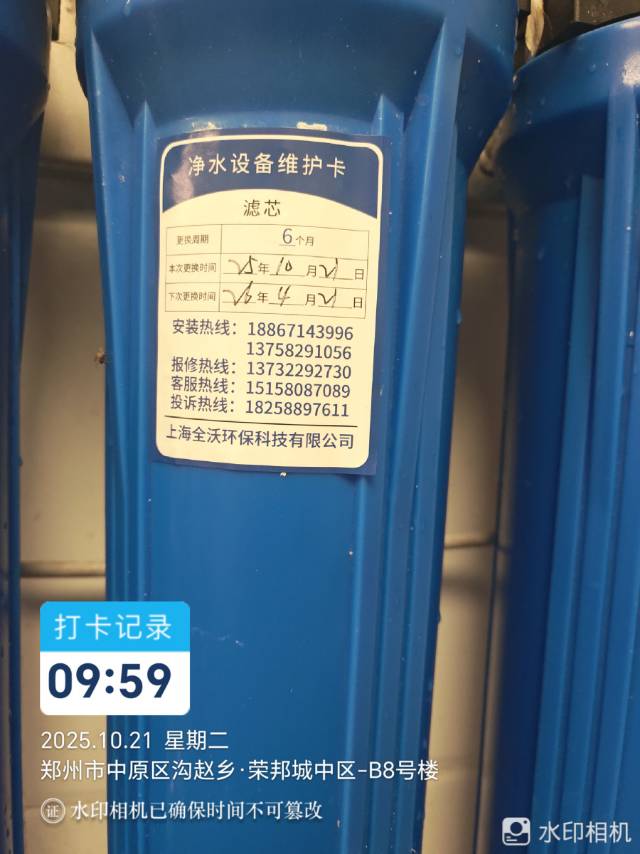 净水设备维护卡
滤芯
更换周期 6个月
本次更换时间 25年10月21日
下次更换时间 26年4月21日
安装热线：18867143996
13758291056
报修热线：13732292730
客服热线：15158087089
投诉热线：18258897611
上海全沃环保科技有限公司
打卡记录
09:59
2025.10.21 星期二
郑州市中原区沟赵乡·荣邦城中区-B8号楼
证 水印相机已确保时间不可篡改
水印相机